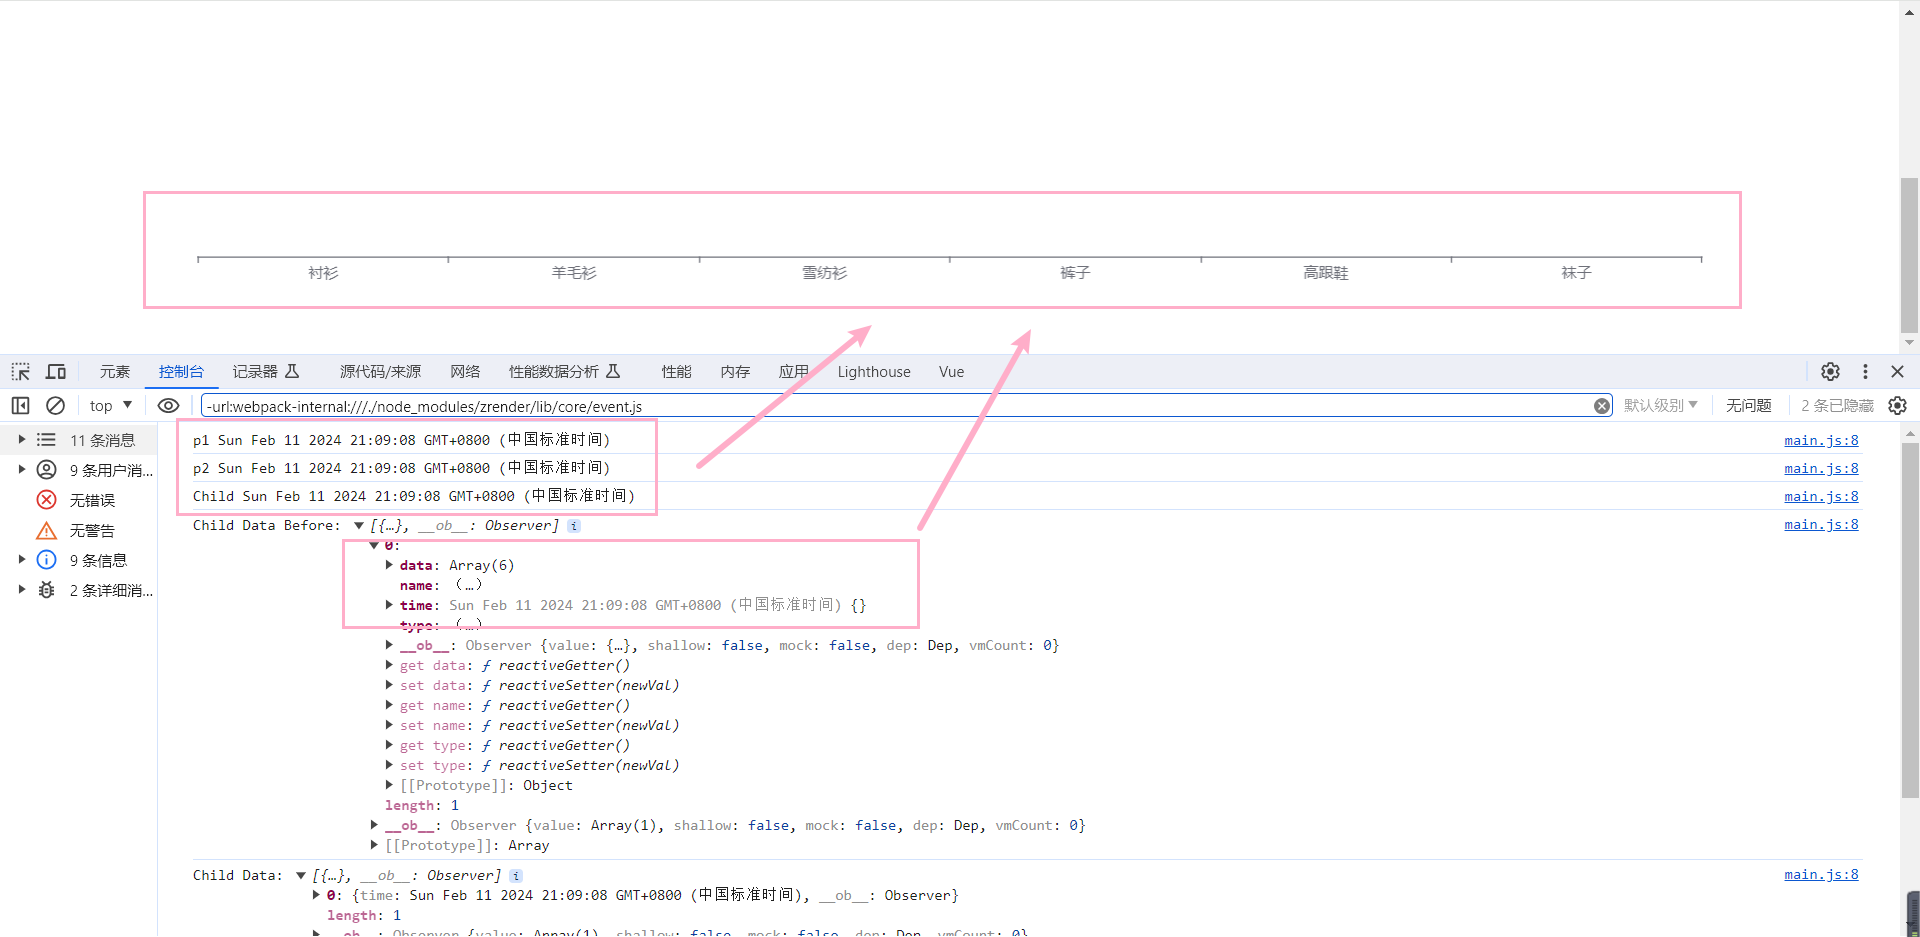 衬衫 羊毛衫 雪纺衫 裤子 高跟鞋 袜子
元素 控制台 记录器 源代码/来源 网络 性能数据分析 性能 内存 应用 Lighthouse Vue
top -url:webpack-internal:///./node_modules/zrender/lib/core/event.js 默认级别 无问题 2 条已隐藏
11 条消息
9 条用户消...
无错误
无警告
9 条信息
2 条详细消...
p1 Sun Feb 11 2024 21:09:08 GMT+0800 (中国标准时间) main.js:8
p2 Sun Feb 11 2024 21:09:08 GMT+0800 (中国标准时间) main.js:8
Child Sun Feb 11 2024 21:09:08 GMT+0800 (中国标准时间) main.js:8
Child Data Before: [{…}, __ob__: Observer] i main.js:8
0:
data: Array(6)
name: (…)
time: Sun Feb 11 2024 21:09:08 GMT+0800 (中国标准时间) {}
type: (…)
__ob__: Observer {value: {…}, shallow: false, mock: false, dep: Dep, vmCount: 0}
get data: ƒ reactiveGetter()
set data: ƒ reactiveSetter(newVal)
get name: ƒ reactiveGetter()
set name: ƒ reactiveSetter(newVal)
get type: ƒ reactiveGetter()
set type: ƒ reactiveSetter(newVal)
[[Prototype]]: Object
length: 1
__ob__: Observer {value: Array(1), shallow: false, mock: false, dep: Dep, vmCount: 0}
[[Prototype]]: Array
Child Data: [{…}, __ob__: Observer] i main.js:8
0: {time: Sun Feb 11 2024 21:09:08 GMT+0800 (中国标准时间), __ob__: Observer}
length: 1
__ob__: Observer {value: Array(1), shallow: false, mock: false, dep: Dep, vmCount: 0}